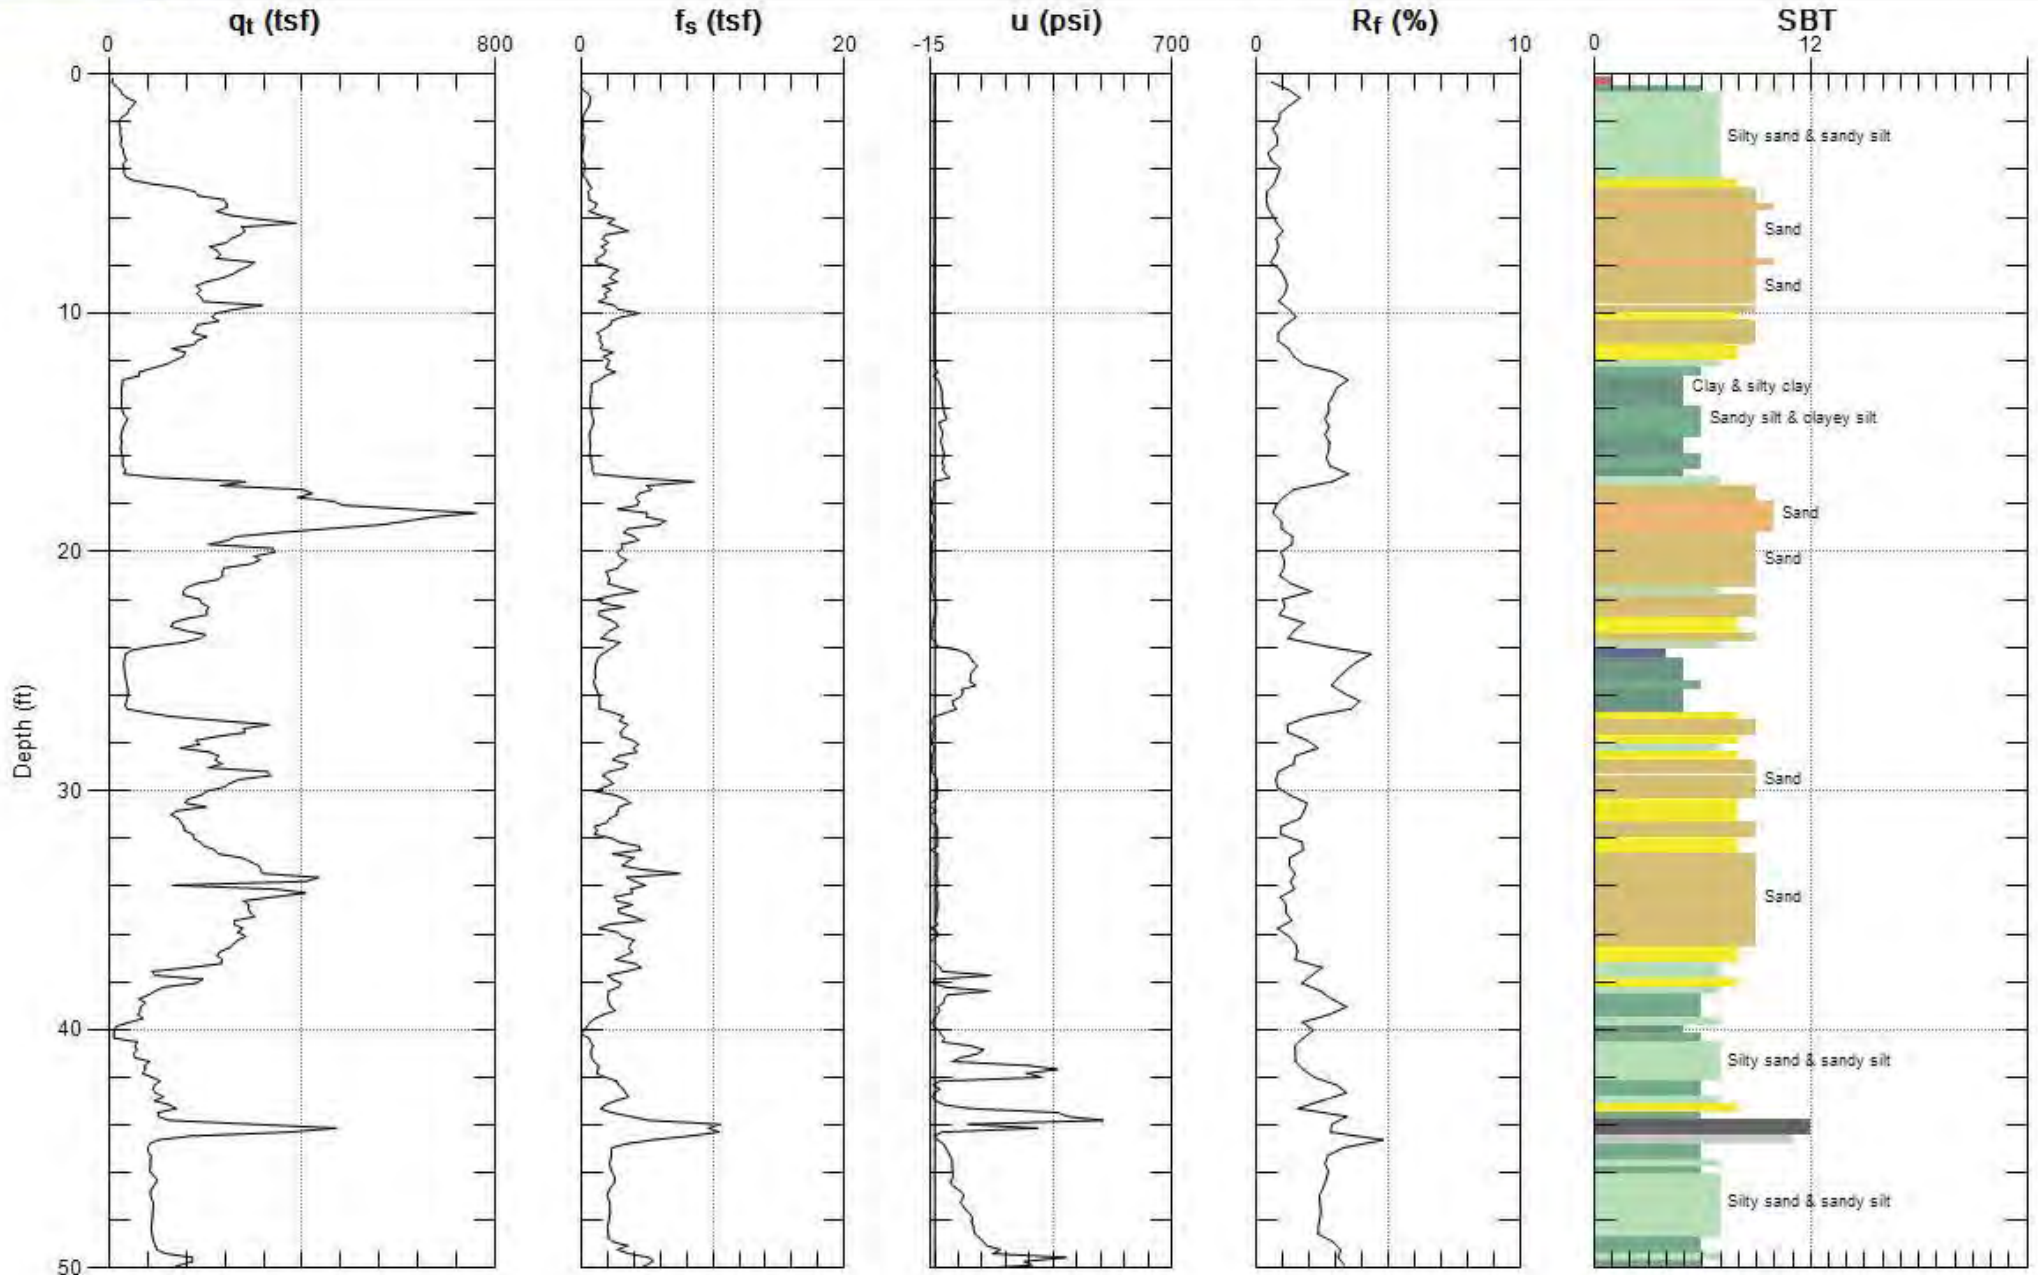 qt (tsf) fs (tsf) u (psi) Rf (%) SBT
0 800 0 20 -15 700 0 10 0 12
0
Silty sand & sandy silt
Sand
Sand
10
Clay & silty clay
Sandy silt & clayey silt
Sand
20
Sand
Depth (ft)
Sand
30
Sand
40
Silty sand & sandy silt
Silty sand & sandy silt
50